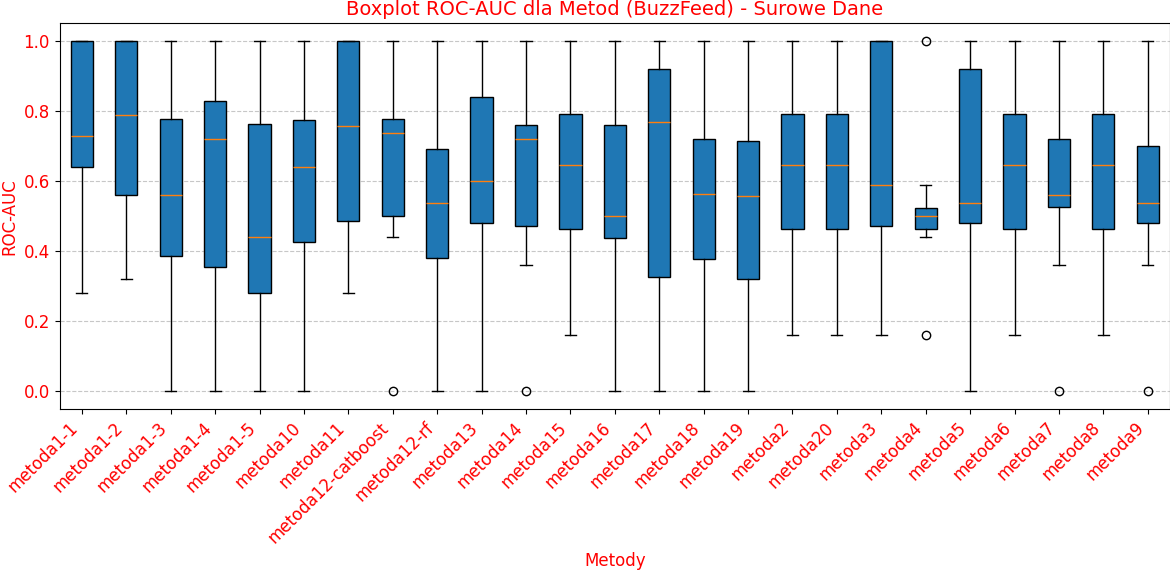 Boxplot ROC-AUC dla Metod (BuzzFeed) - Surowe Dane
ROC-AUC
1.0
0.8
0.6
0.4
0.2
0.0
metoda1-1
metoda1-2
metoda1-3
metoda1-4
metoda1-5
metoda10
metoda11
metoda12-catboost
metoda12-rf
metoda13
metoda14
metoda15
metoda16
metoda17
metoda18
metoda19
metoda2
metoda20
metoda3
metoda4
metoda5
metoda6
metoda7
metoda8
metoda9
Metody